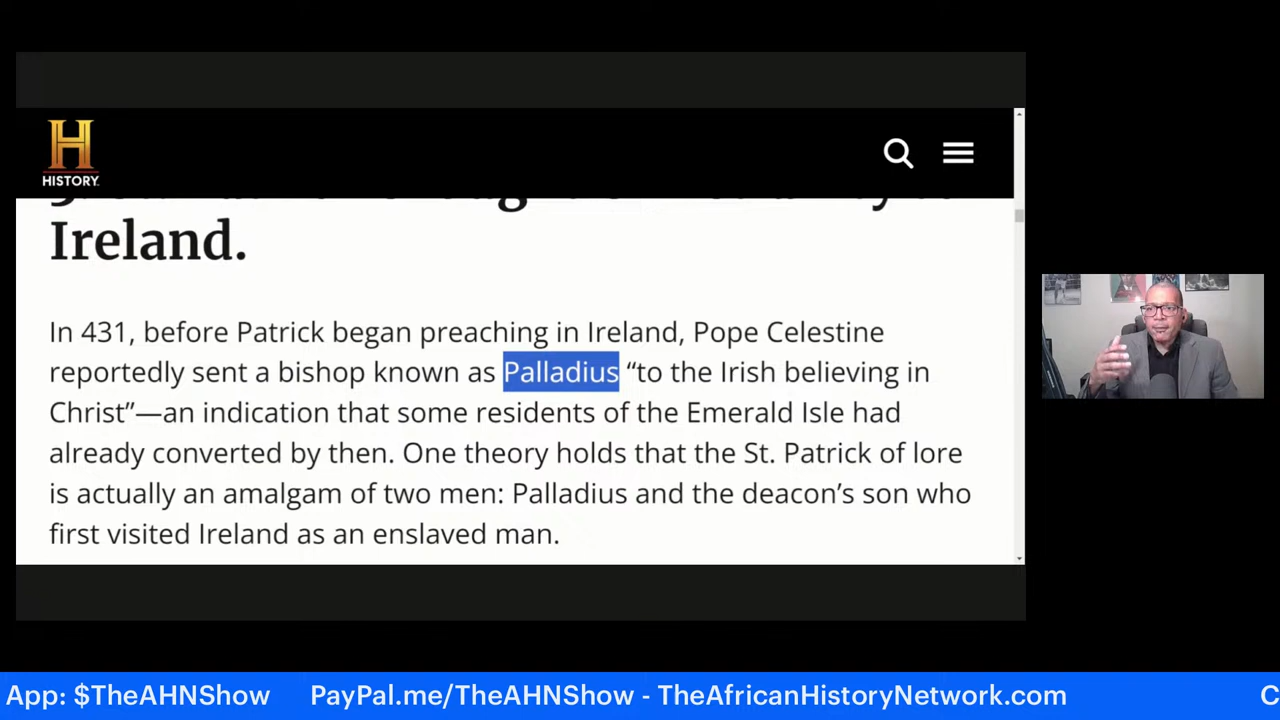 H
HISTORY
Ireland.
In 431, before Patrick began preaching in Ireland, Pope Celestine
reportedly sent a bishop known as Palladius “to the Irish believing in
Christ”—an indication that some residents of the Emerald Isle had
already converted by then. One theory holds that the St. Patrick of lore
is actually an amalgam of two men: Palladius and the deacon’s son who
first visited Ireland as an enslaved man.
App: $TheAHNShow PayPal.me/TheAHNShow - TheAfricanHistoryNetwork.com C